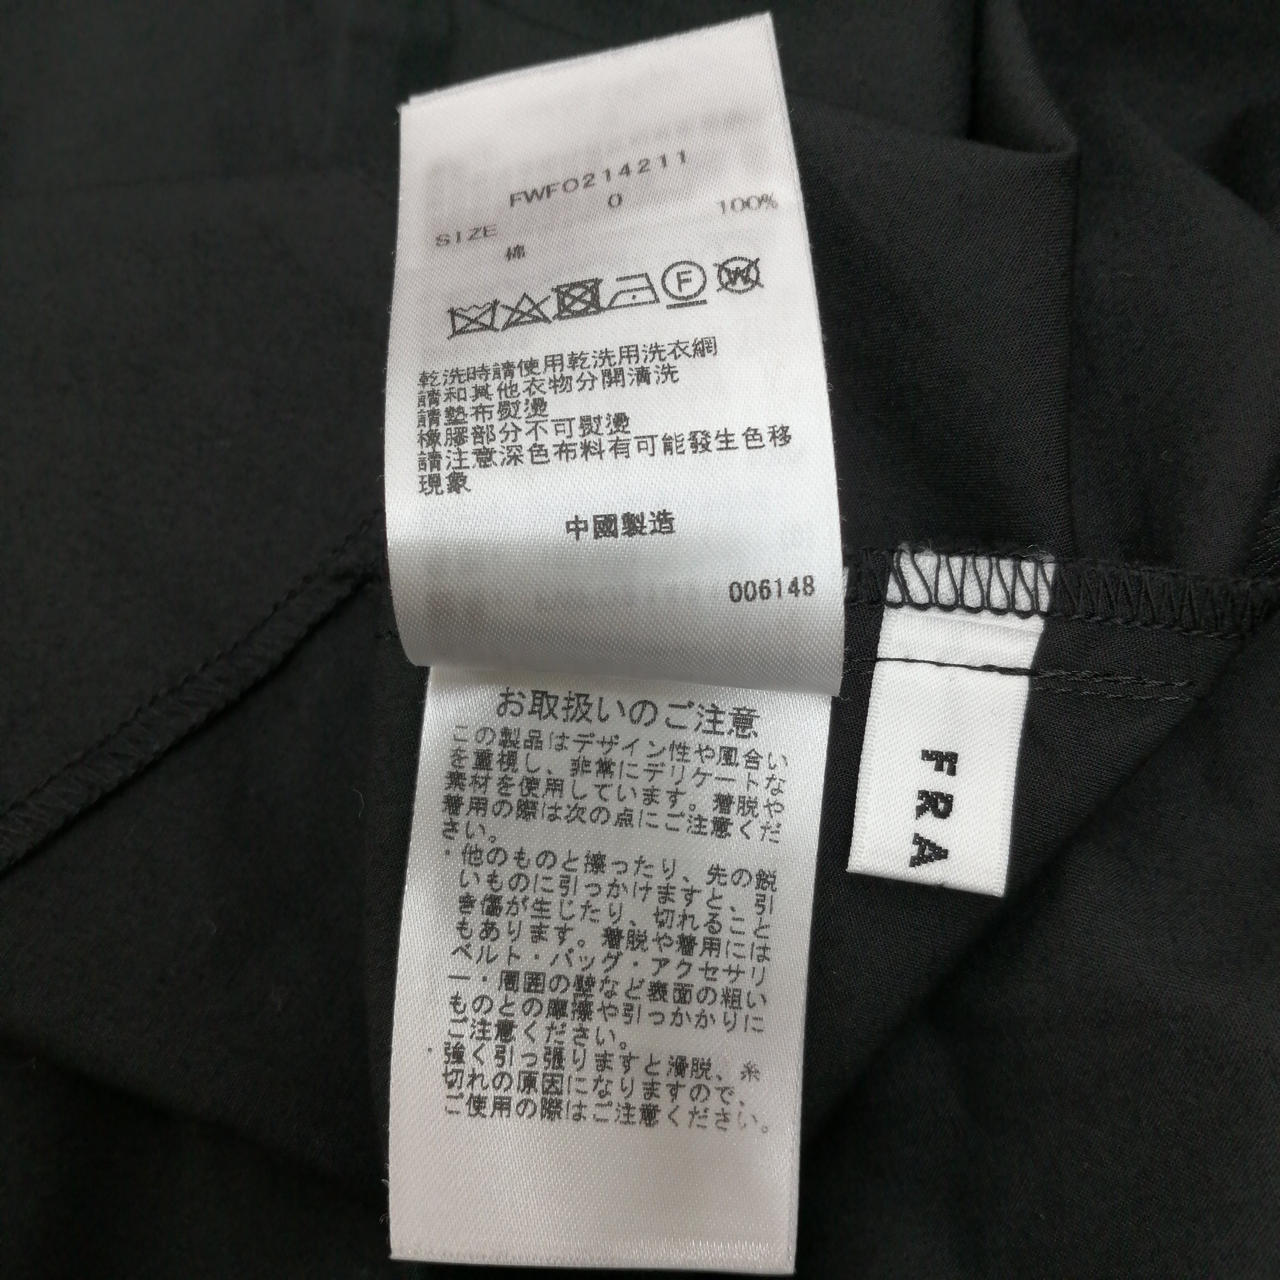 FWFO214211
SIZE 0
棉 100%
F
W
乾洗時請使用乾洗用洗衣網
請和其他衣物分開清洗
請墊布熨燙
橡膠部分不可熨燙
請注意深色布料有可能發生色移
現象
中國製造
006148
お取扱いのご注意
この製品はデザイン性や風合い
を重視し、非常にデリケートな
素材を使用しています。着脱や
着用の際は次の点にご注意くだ
さい。
・他のものと擦ったり、先の鋭
いものに引っかけますと、引
き傷が生じたり、切れること
もあります。着脱や着用には
ベルト・バッグ・アクセサリ
ー・周囲の壁など表面の粗い
ものとの摩擦や引っかかりに
ご注意ください。
・強く引っ張りますと滑脱、糸
切れの原因になりますので、
ご使用の際はご注意ください。
FRA